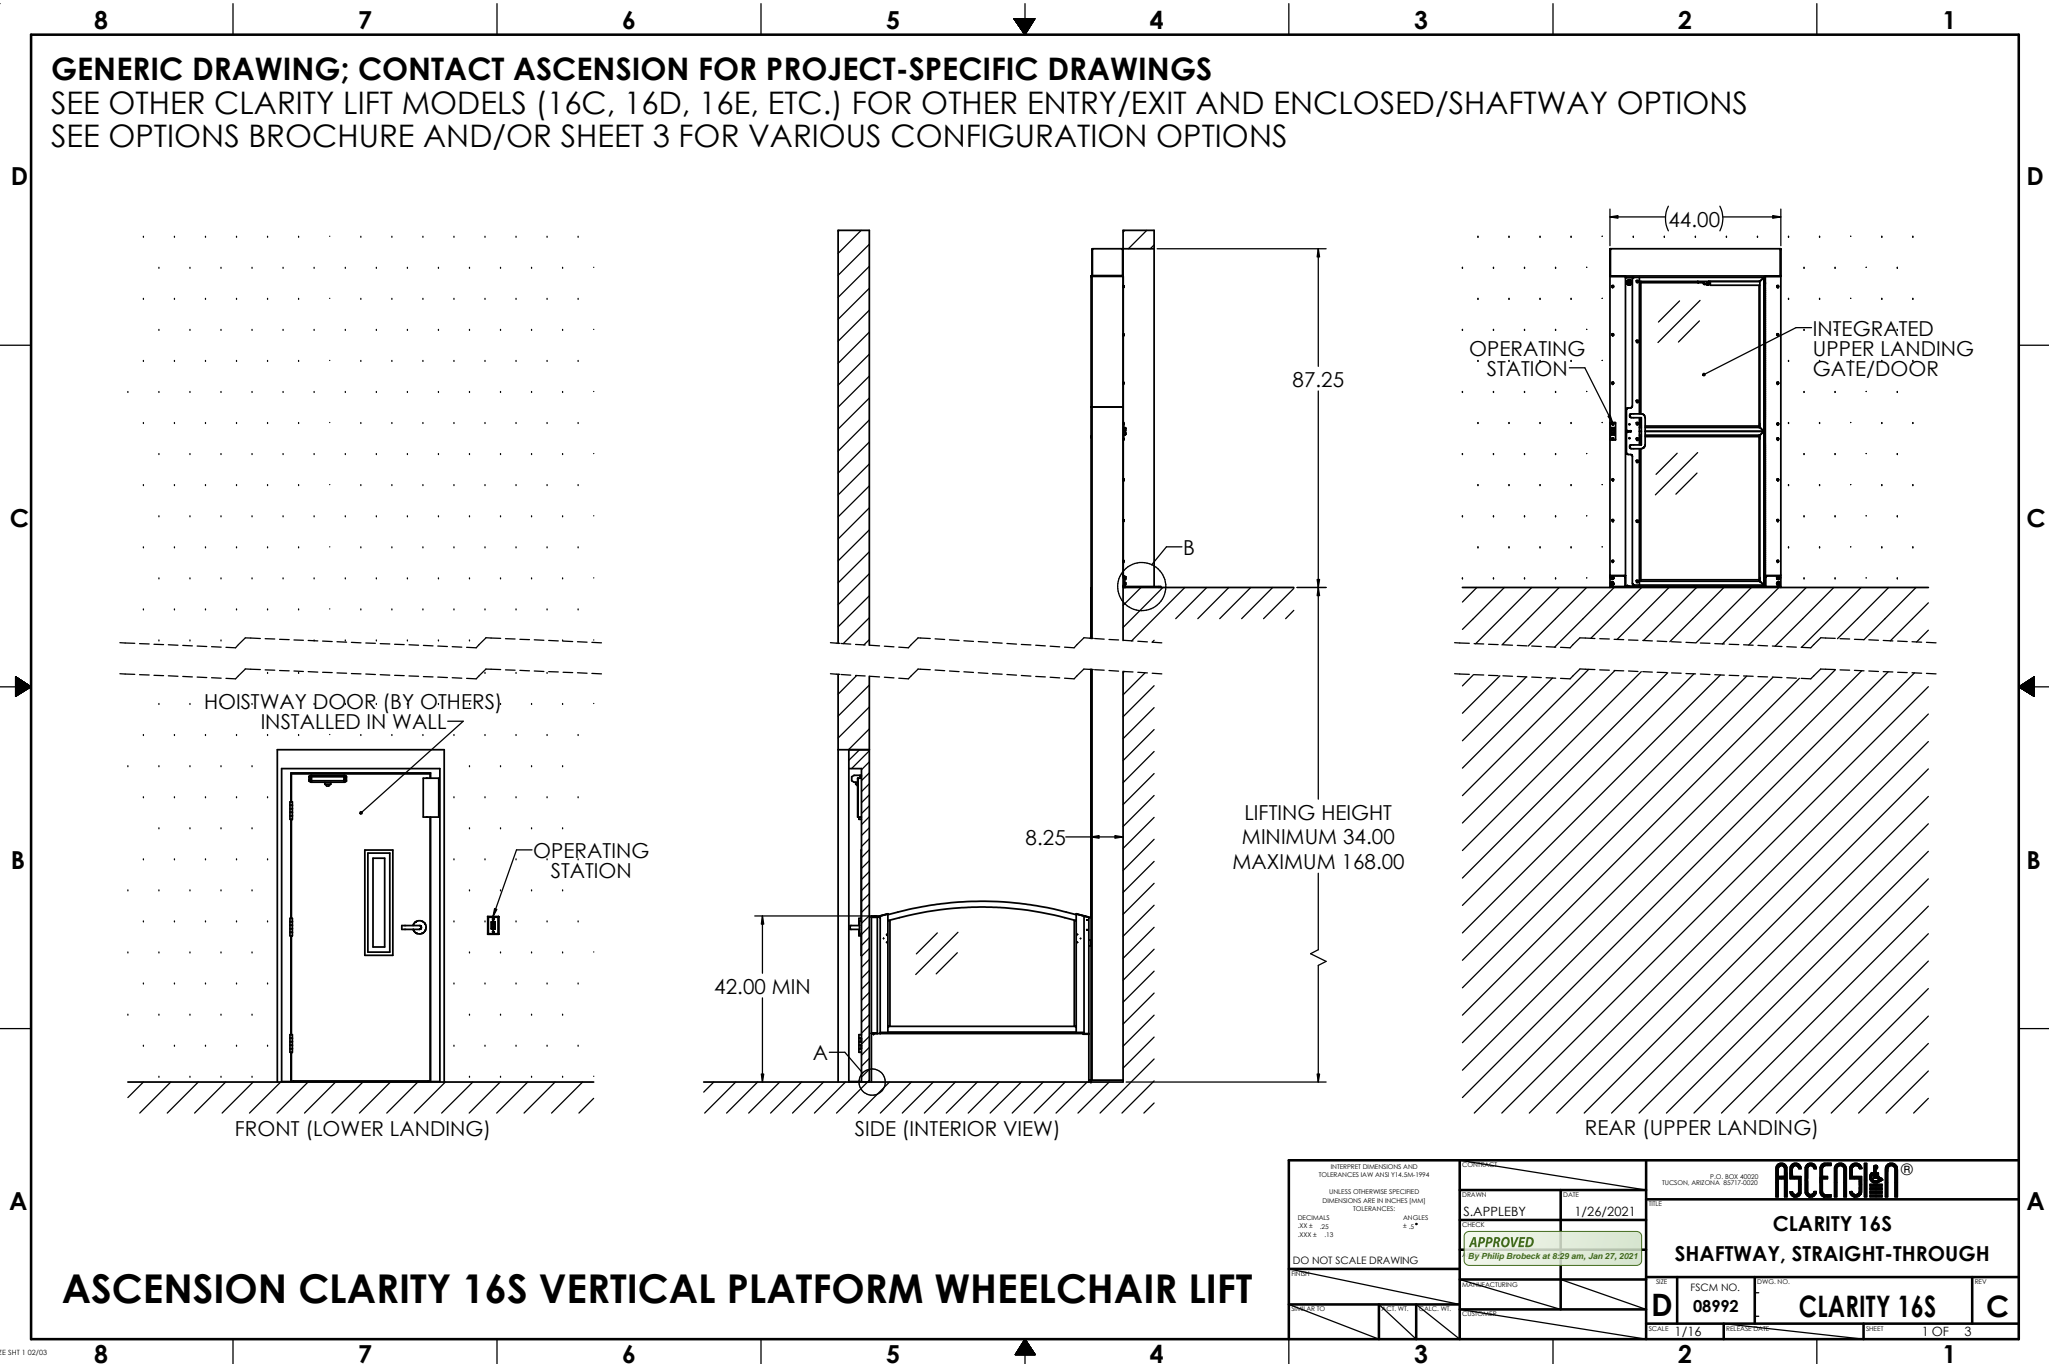 8 7 6 5 4 3 2 1
GENERIC DRAWING; CONTACT ASCENSION FOR PROJECT-SPECIFIC DRAWINGS
SEE OTHER CLARITY LIFT MODELS (16C, 16D, 16E, ETC.) FOR OTHER ENTRY/EXIT AND ENCLOSED/SHAFTWAY OPTIONS
SEE OPTIONS BROCHURE AND/OR SHEET 3 FOR VARIOUS CONFIGURATION OPTIONS
D
D
C
C
B
B
A
A
HOISTWAY DOOR (BY OTHERS)
INSTALLED IN WALL
OPERATING
STATION
FRONT (LOWER LANDING)
87.25
B
LIFTING HEIGHT
MINIMUM 34.00
MAXIMUM 168.00
8.25
42.00 MIN
A
SIDE (INTERIOR VIEW)
(44.00)
OPERATING
STATION
INTEGRATED
UPPER LANDING
GATE/DOOR
REAR (UPPER LANDING)
ASCENSION CLARITY 16S VERTICAL PLATFORM WHEELCHAIR LIFT
INTERPRET DIMENSIONS AND
TOLERANCES IAW ANSI Y14.5M-1994
UNLESS OTHERWISE SPECIFIED
DIMENSIONS ARE IN INCHES [MM]
TOLERANCES:
DECIMALS ANGLES
.XX ± .25 ± .5°
.XXX ± .13
DO NOT SCALE DRAWING
FINISH
SIMILAR TO
ACT. WT.
CALC. WT.
CONTRACT
DRAWN
S.APPLEBY
DATE
1/26/2021
CHECK
APPROVED
By Philip Brobeck at 8:29 am, Jan 27, 2021
MANUFACTURING
CUSTOMER
P.O. BOX 40020
TUCSON, ARIZONA 85717-0020
ASCENSION®
TITLE
CLARITY 16S
SHAFTWAY, STRAIGHT-THROUGH
SIZE
D
FSCM NO.
08992
DWG. NO.
CLARITY 16S
REV
C
SCALE 1/16
RELEASE DATE
SHEET 1 OF 3
8 7 6 5 4 3 2 1